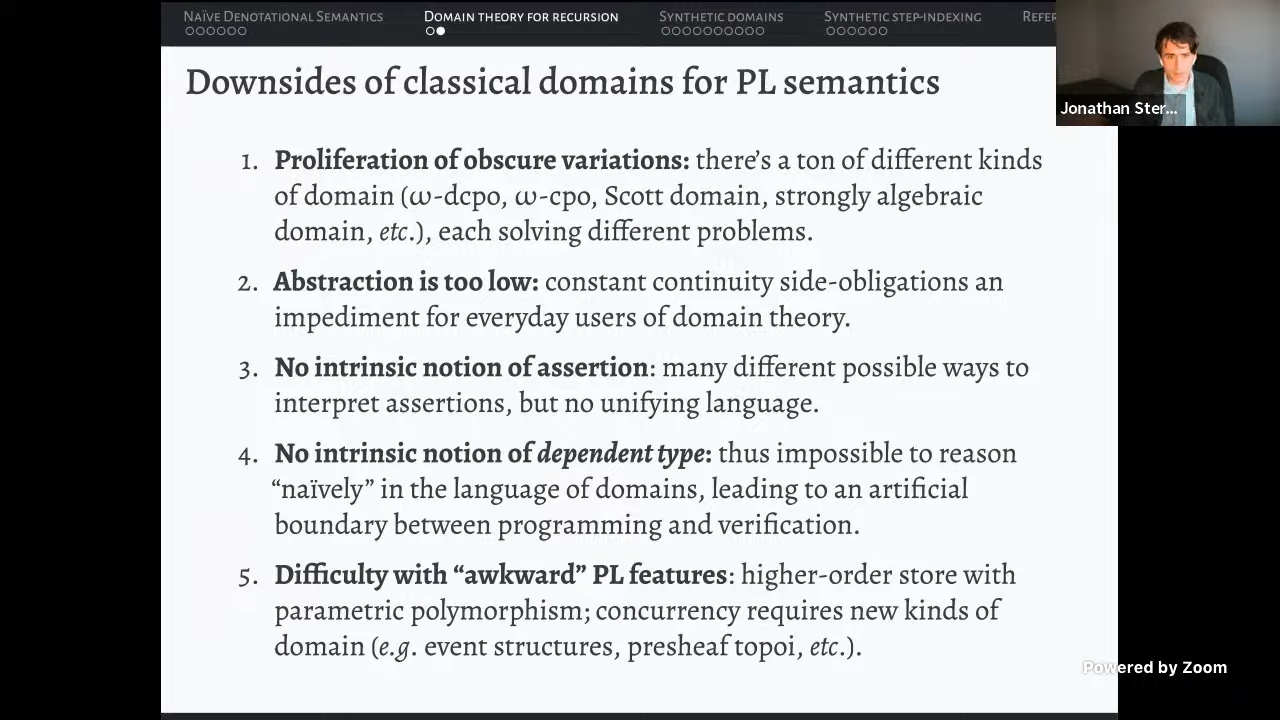 Naïve Denotational Semantics Domain theory for recursion Synthetic domains Synthetic step-indexing Refer
Downsides of classical domains for PL semantics
Jonathan Ster...
1. Proliferation of obscure variations: there's a ton of different kinds
of domain (ω-dcpo, ω-cpo, Scott domain, strongly algebraic
domain, etc.), each solving different problems.
2. Abstraction is too low: constant continuity side-obligations an
impediment for everyday users of domain theory.
3. No intrinsic notion of assertion: many different possible ways to
interpret assertions, but no unifying language.
4. No intrinsic notion of dependent type: thus impossible to reason
“naïvely” in the language of domains, leading to an artificial
boundary between programming and verification.
5. Difficulty with “awkward” PL features: higher-order store with
parametric polymorphism; concurrency requires new kinds of
domain (e.g. event structures, presheaf topoi, etc.).
Powered by Zoom